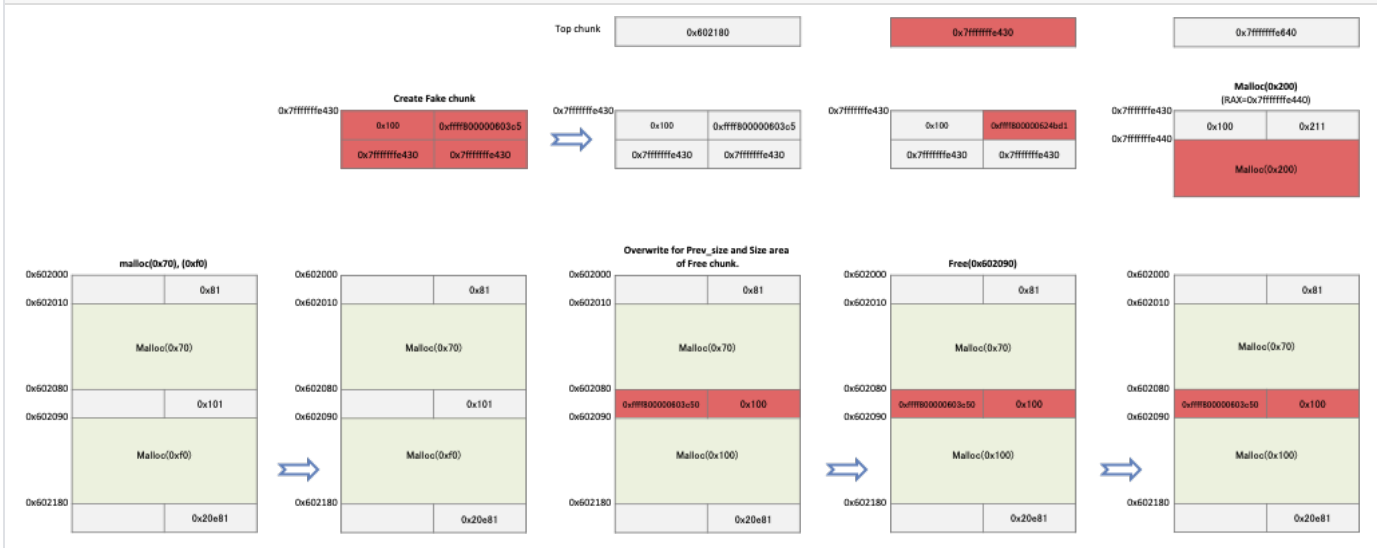 Top chunk
0x602180
0x7fffffffe430
0x7fffffffe640
Create Fake chunk
Malloc(0x200)
(RAX=0x7fffffffe440)
0x7fffffffe430
0x100 0xffff800000603c5
0x7fffffffe430 0x7fffffffe430
0x7fffffffe430
0x100 0xffff800000603c5
0x7fffffffe430 0x7fffffffe430
0x7fffffffe430
0x100 0xffff800000624bd1
0x7fffffffe430 0x7fffffffe430
0x7fffffffe430
0x100 0x211
0x7fffffffe440
Malloc(0x200)
malloc(0x70), (0xf0)
0x602000
0x81
0x602010
Malloc(0x70)
0x602080
0x101
0x602090
Malloc(0xf0)
0x602180
0x20e81
0x602000
0x81
0x602010
Malloc(0x70)
0x602080
0x101
0x602090
Malloc(0xf0)
0x602180
0x20e81
Overwrite for Prev_size and Size area
of Free chunk.
0x602000
0x81
0x602010
Malloc(0x70)
0x602080
0xffff800000603c50 0x100
0x602090
Malloc(0x100)
0x602180
0x20e81
Free(0x602090)
0x602000
0x81
0x602010
Malloc(0x70)
0x602080
0xffff800000603c50 0x100
0x602090
Malloc(0x100)
0x602180
0x20e81
0x602000
0x81
0x602010
Malloc(0x70)
0x602080
0xffff800000603c50 0x100
0x602090
Malloc(0x100)
0x602180
0x20e81